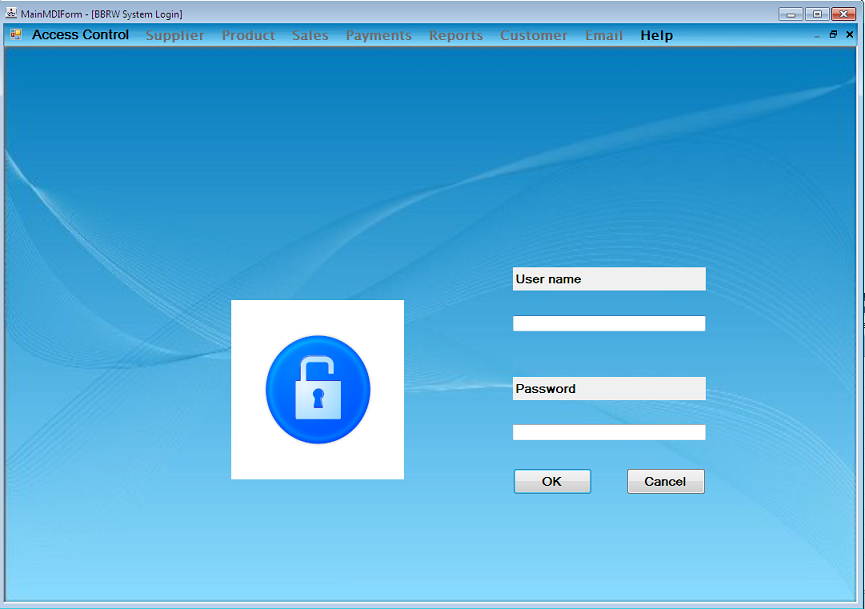 MainMDIForm - [BBRW System Login]
Access Control Supplier Product Sales Payments Reports Customer Email Help
User name
Password
OK Cancel